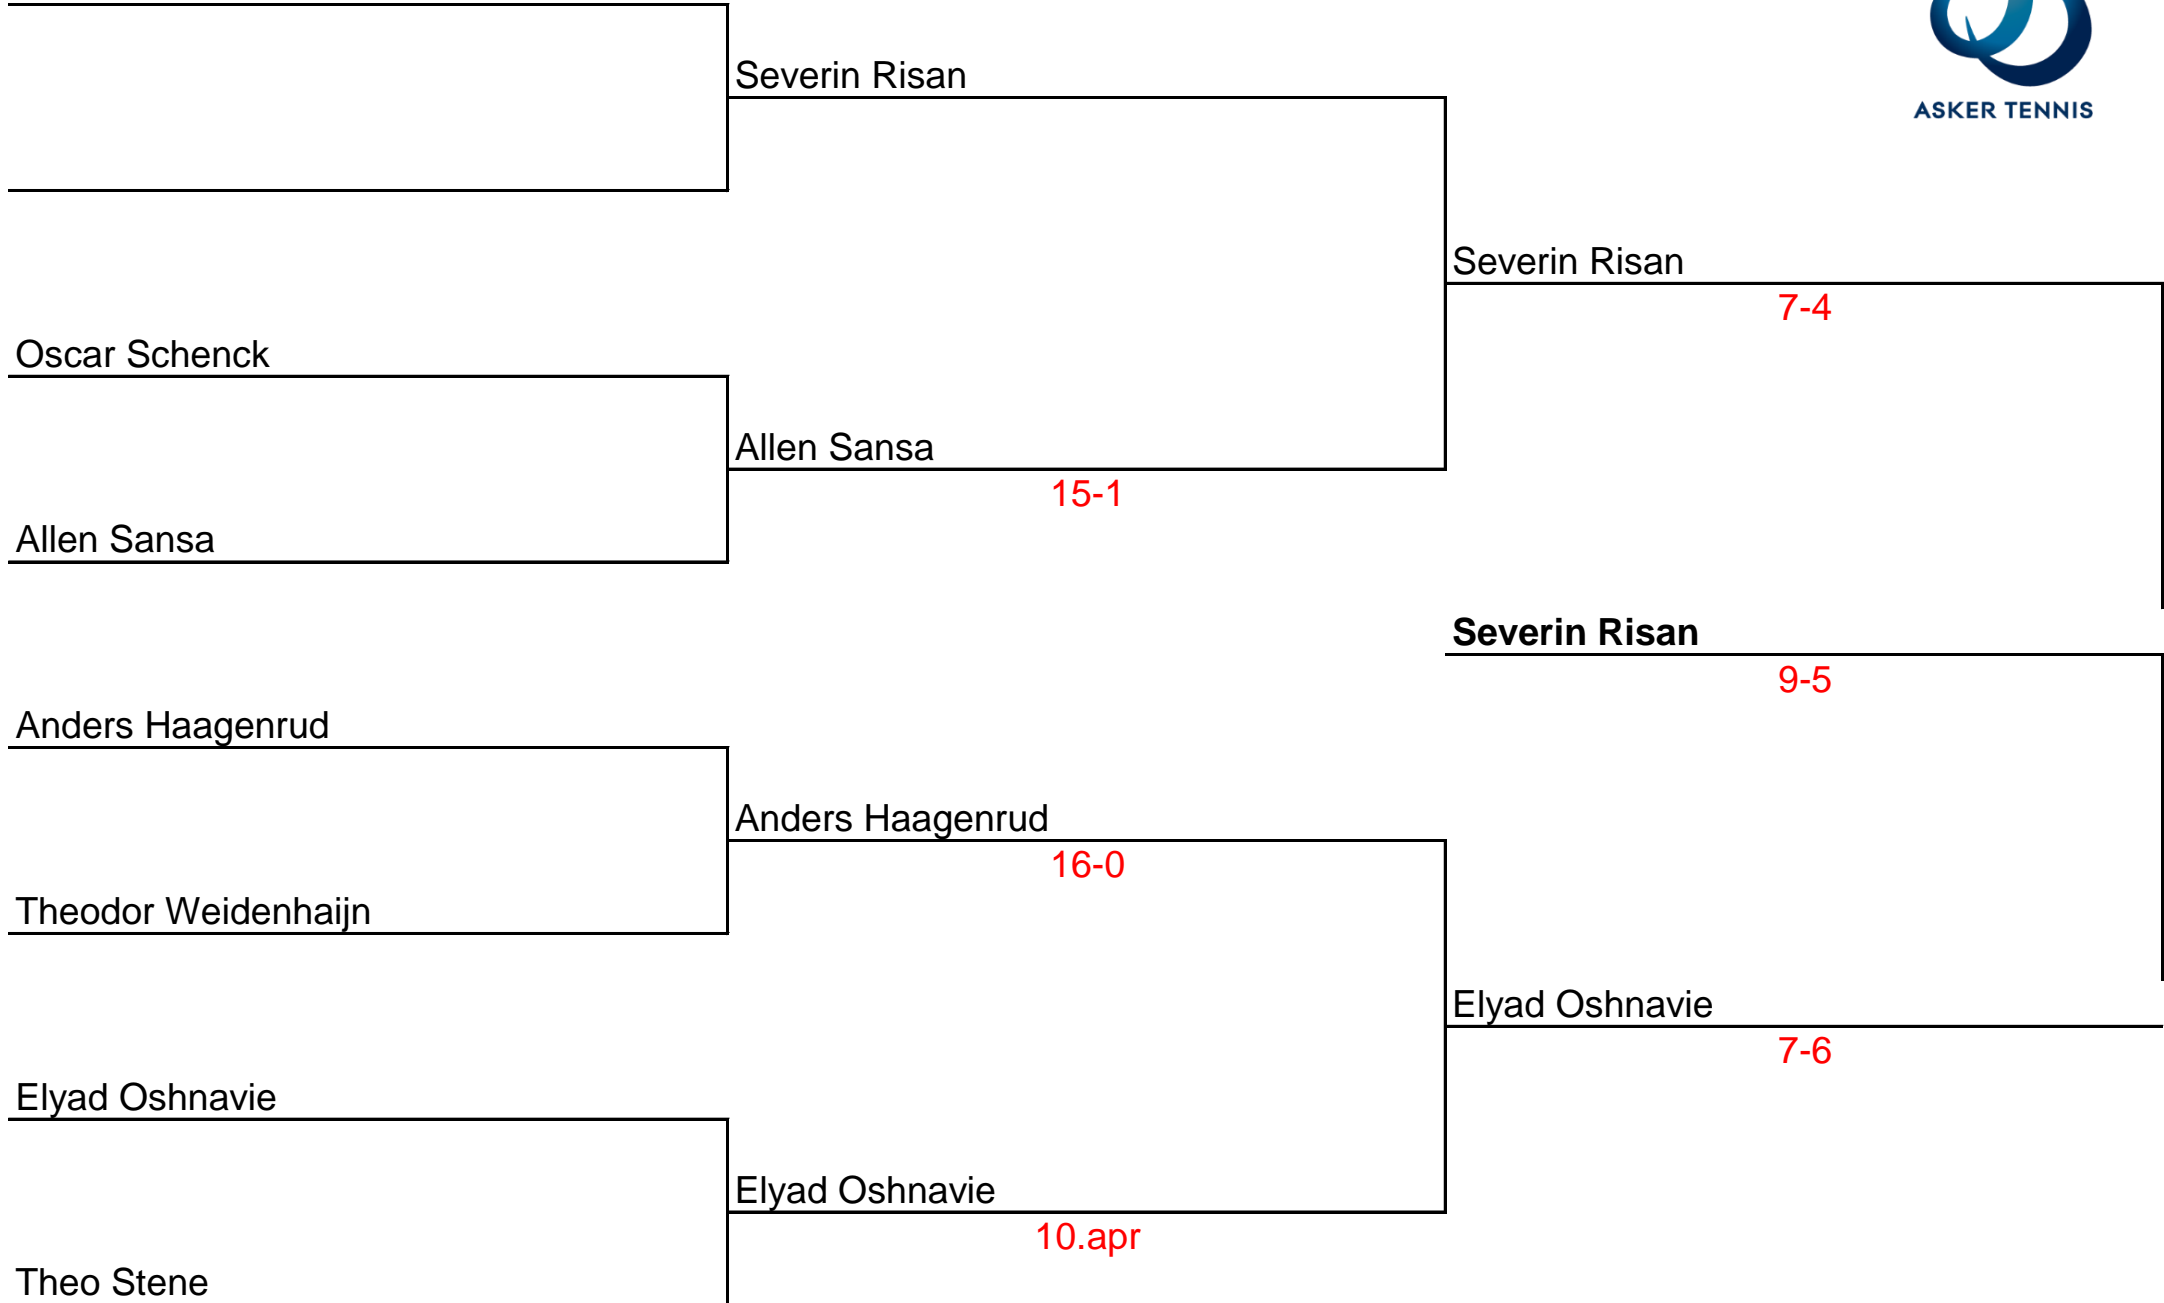 Severin Risan
ASKER TENNIS
Severin Risan
7-4
Oscar Schenck
Allen Sansa
15-1
Allen Sansa
Severin Risan
9-5
Anders Haagenrud
Anders Haagenrud
16-0
Theodor Weidenhaijn
Elyad Oshnavie
7-6
Elyad Oshnavie
Elyad Oshnavie
10.apr
Theo Stene